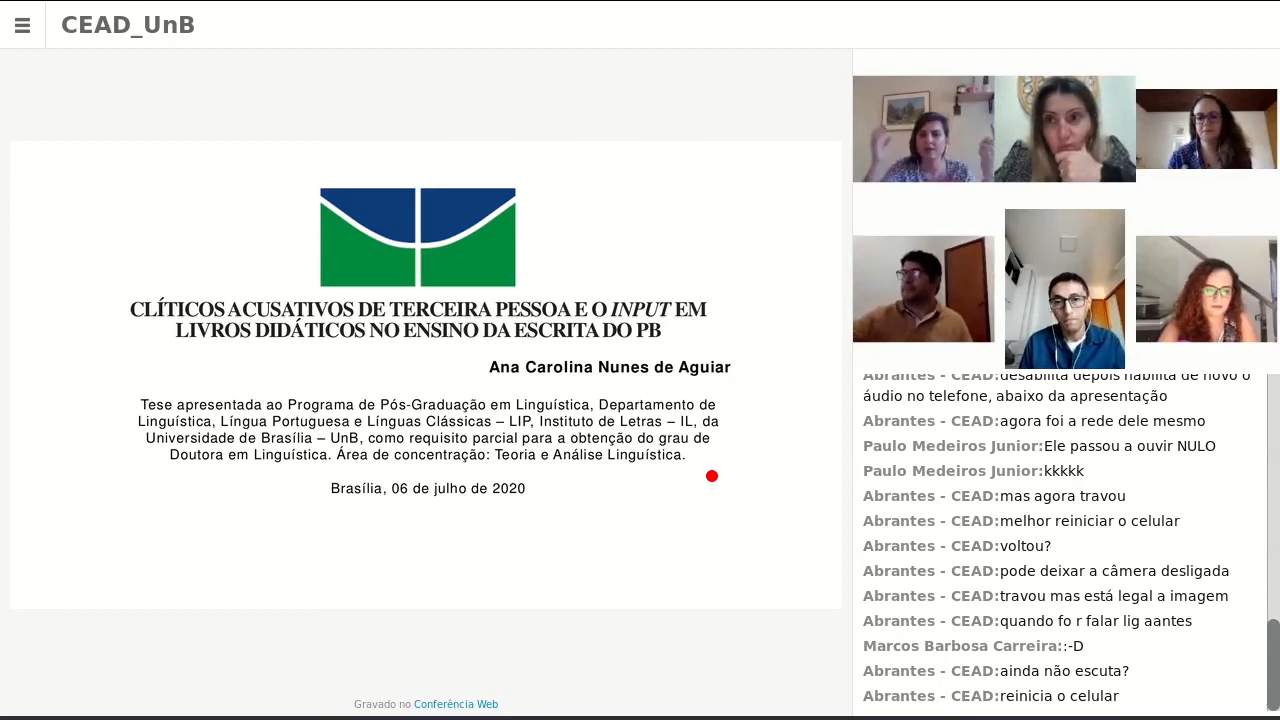 CEAD_UnB
CLÍTICOS ACUSATIVOS DE TERCEIRA PESSOA E O INPUT EM
LIVROS DIDÁTICOS NO ENSINO DA ESCRITA DO PB
Ana Carolina Nunes de Aguiar
Tese apresentada ao Programa de Pós-Graduação em Linguística, Departamento de
Linguística, Língua Portuguesa e Línguas Clássicas – LIP, Instituto de Letras – IL, da
Universidade de Brasília – UnB, como requisito parcial para a obtenção do grau de
Doutora em Linguística. Área de concentração: Teoria e Análise Linguística.
Brasília, 06 de julho de 2020
Gravado no Conferência Web
Abrantes - CEAD:desabilita depois habilita de novo o
áudio no telefone, abaixo da apresentação
Abrantes - CEAD:agora foi a rede dele mesmo
Paulo Medeiros Junior:Ele passou a ouvir NULO
Paulo Medeiros Junior:kkkkk
Abrantes - CEAD:mas agora travou
Abrantes - CEAD:melhor reiniciar o celular
Abrantes - CEAD:voltou?
Abrantes - CEAD:pode deixar a câmera desligada
Abrantes - CEAD:travou mas está legal a imagem
Abrantes - CEAD:quando fo r falar lig aantes
Marcos Barbosa Carreira::-D
Abrantes - CEAD:ainda não escuta?
Abrantes - CEAD:reinicia o celular